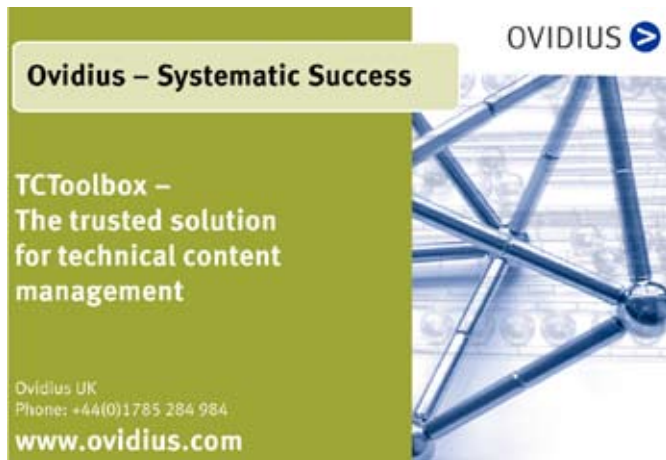 OVIDIUS
Ovidius – Systematic Success
TCToolbox –
The trusted solution
for technical content
management
Ovidius UK
Phone: +44(0)1785 284 984
www.ovidius.com